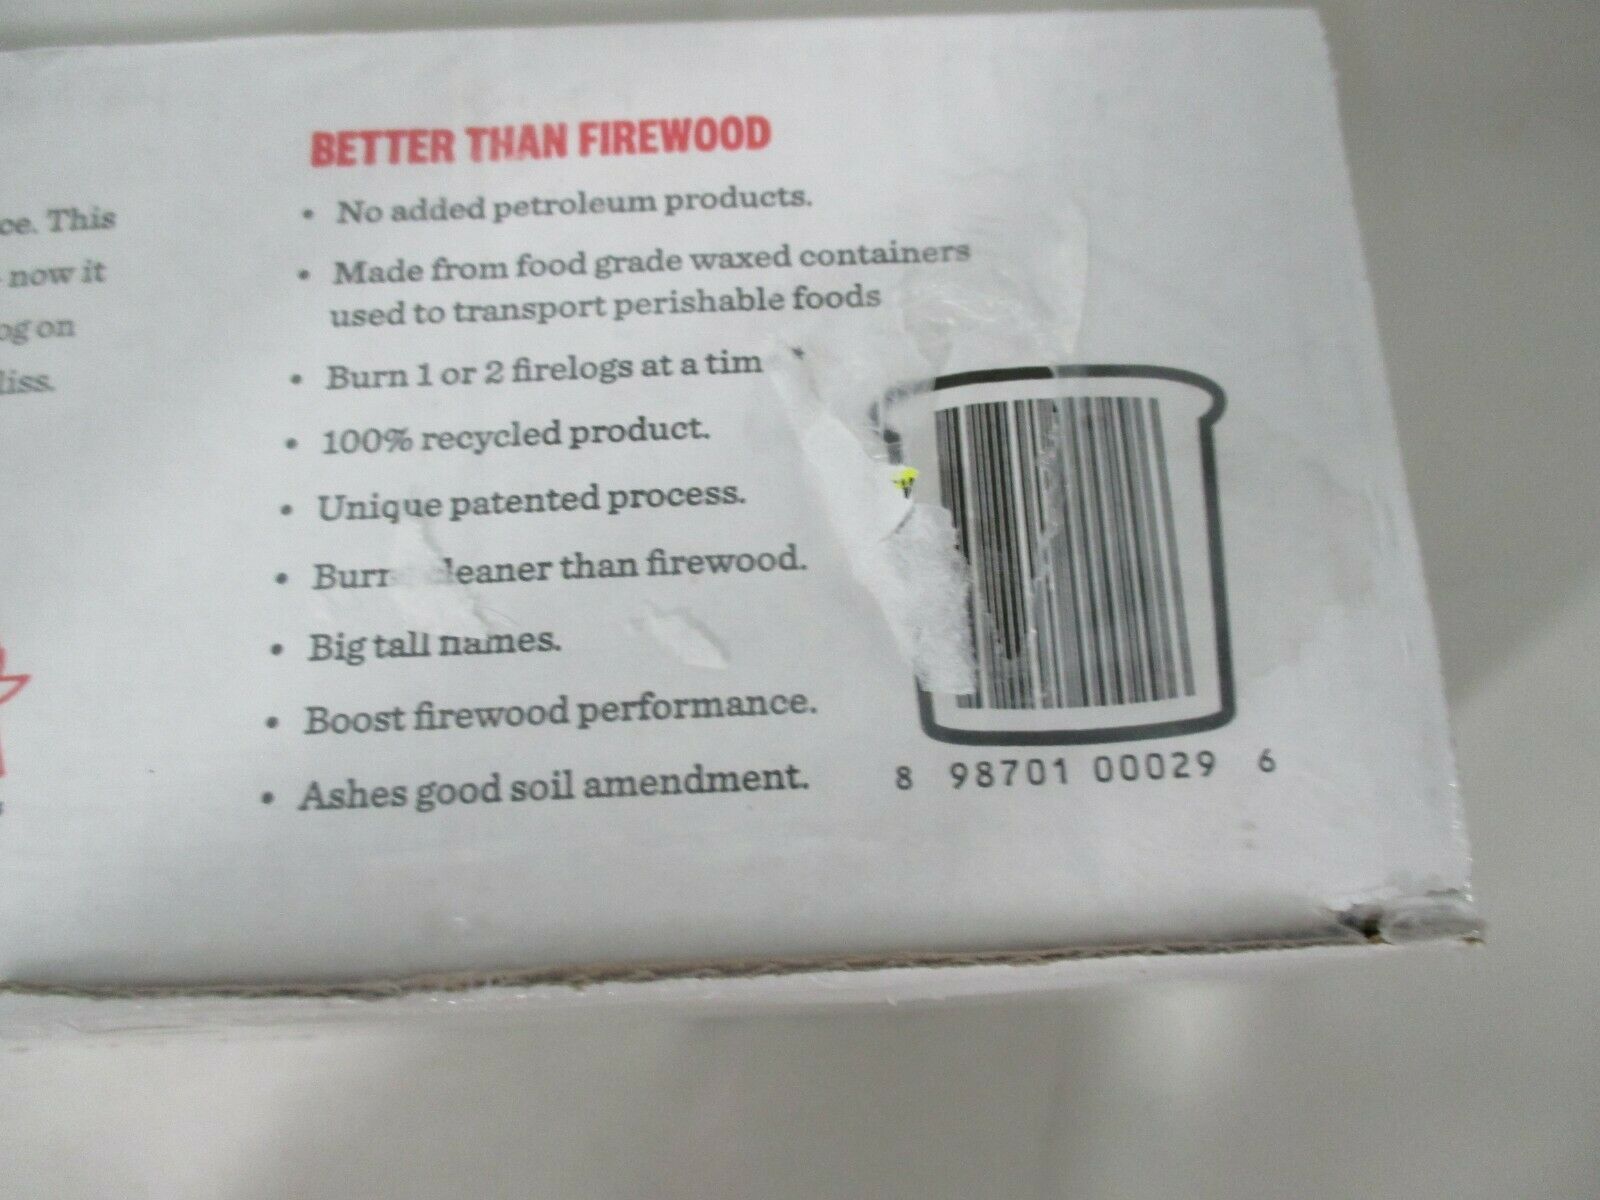 BETTER THAN FIREWOOD
• No added petroleum products.
• Made from food grade waxed containers
used to transport perishable foods
• Burn 1 or 2 firelogs at a tim
• 100% recycled product.
• Unique patented process.
• Burn leaner than firewood.
• Big tall names.
• Boost firewood performance.
• Ashes good soil amendment.
ce. This
now it
og on
liss.
8 98701 00029 6